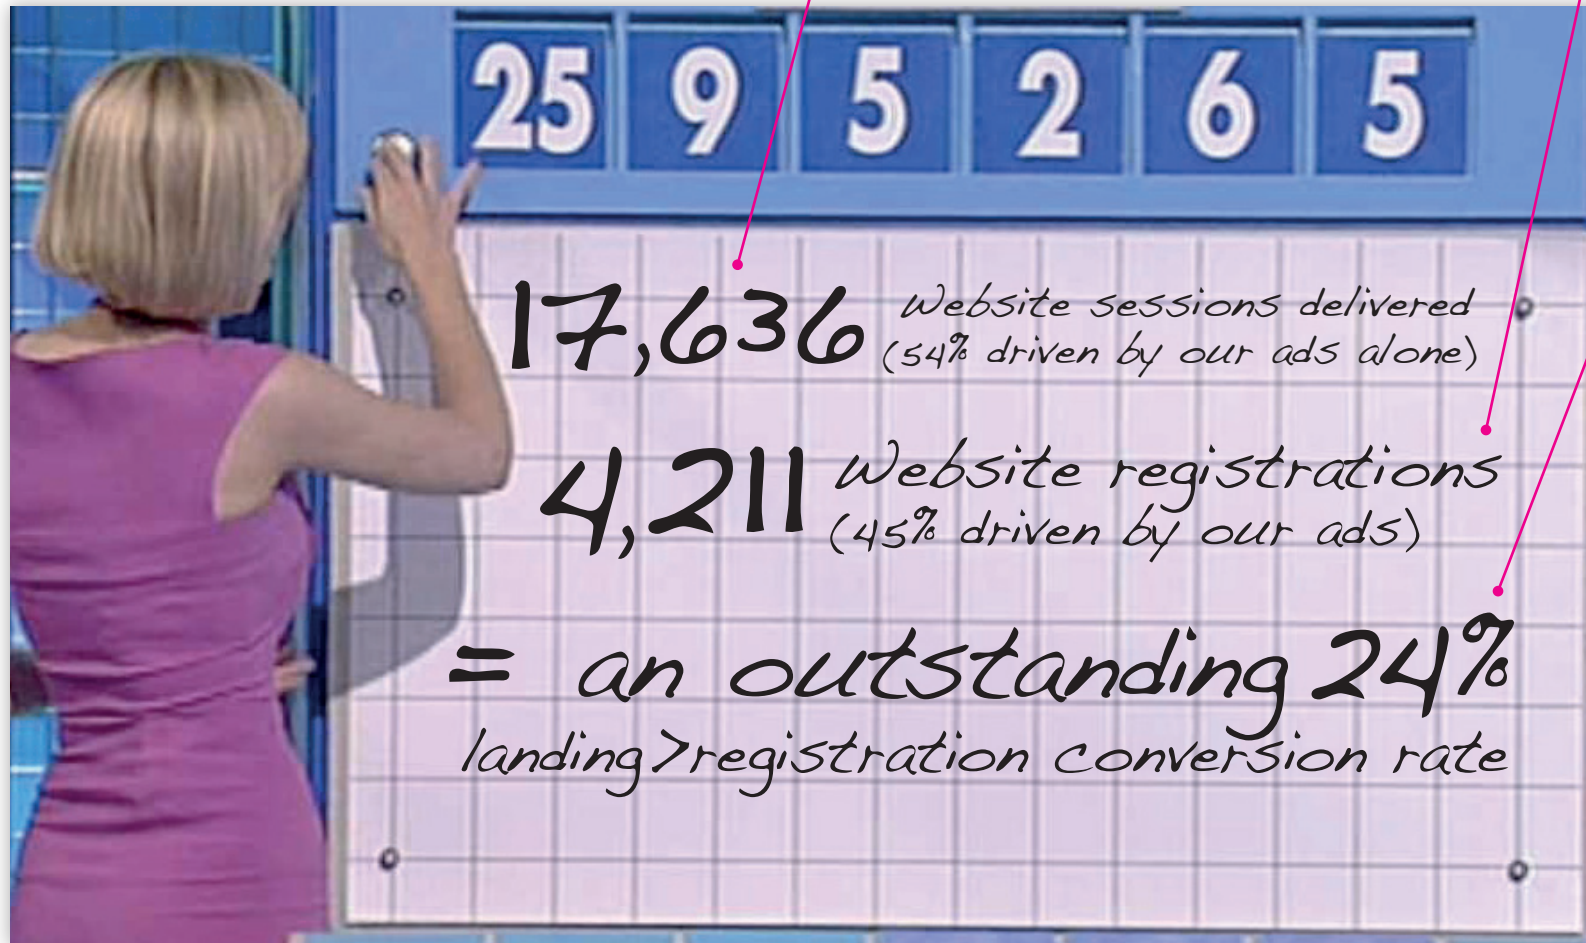 25 9 5 2 6 5
17,636 Website sessions delivered
(54% driven by our ads alone)
4,211 Website registrations
(45% driven by our ads)
= an outstanding 24%
landing>registration conversion rate